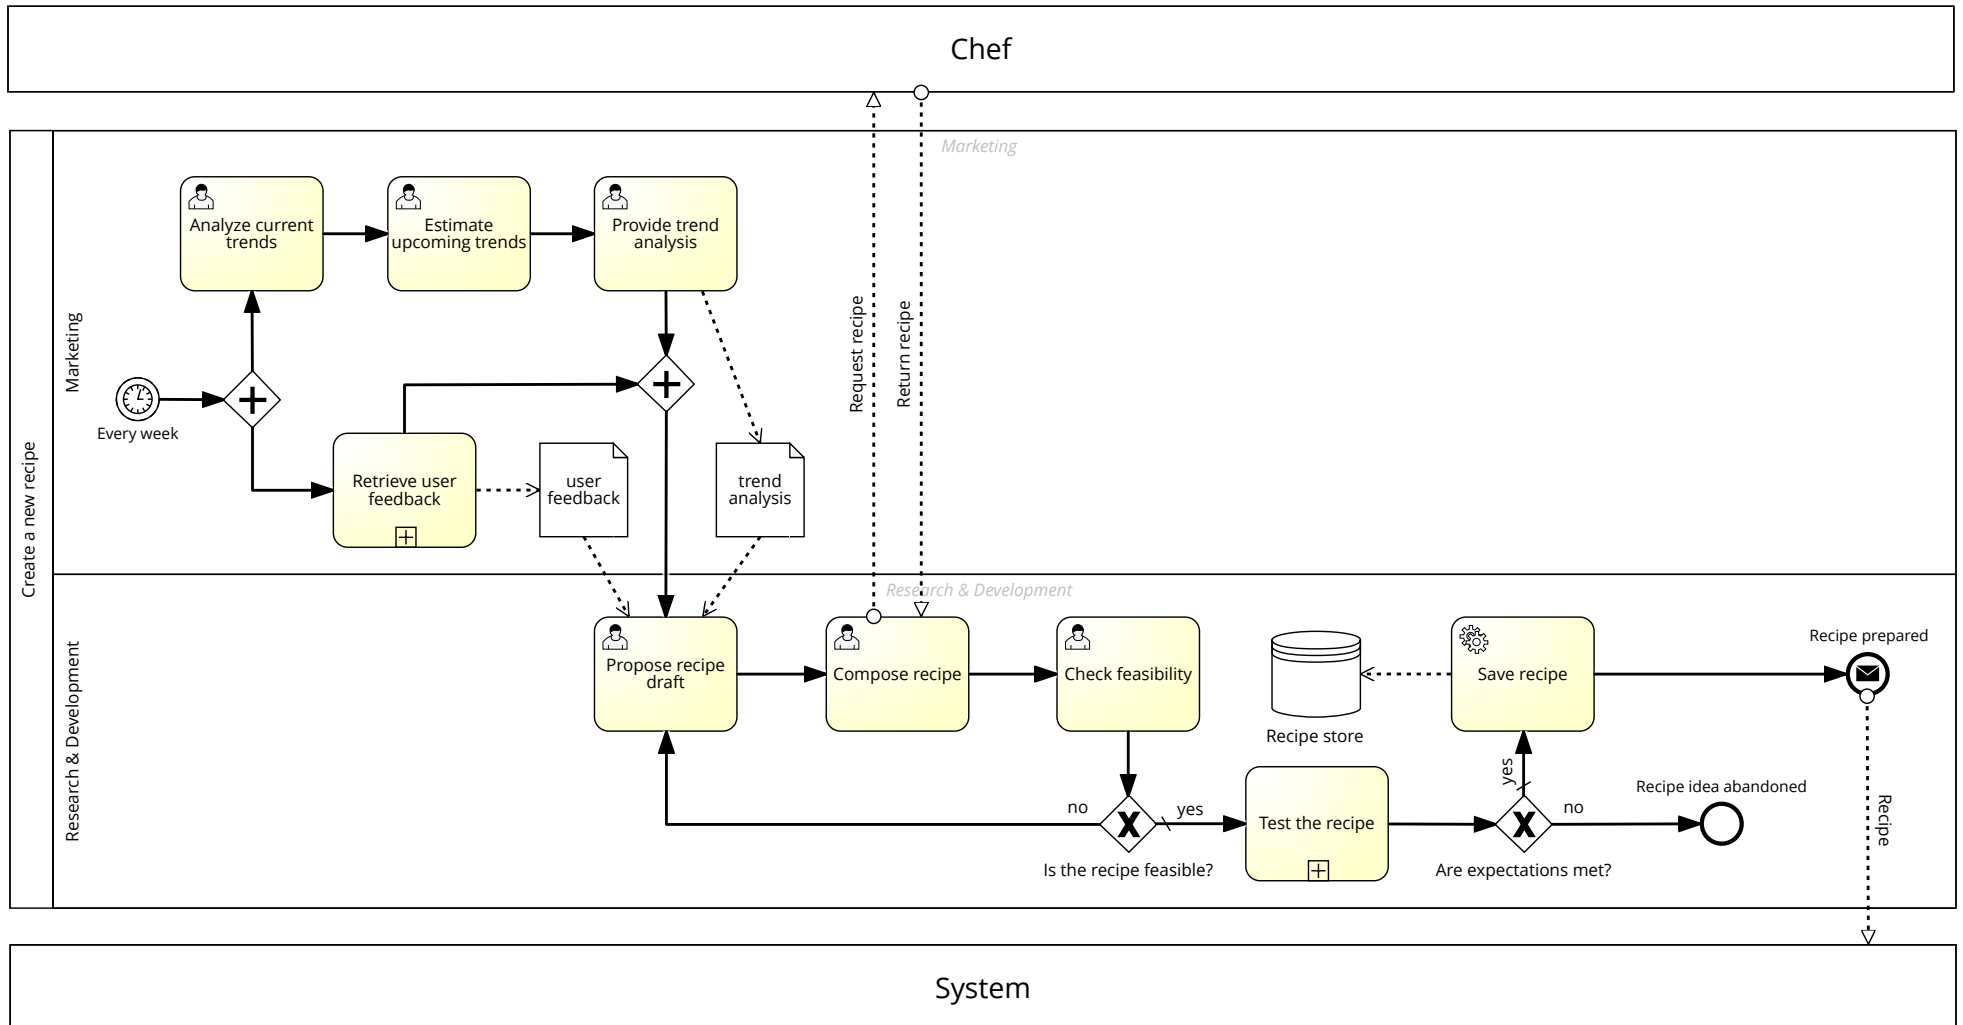 Chef
Create a new recipe
Marketing
Marketing
Analyze current
trends
Estimate
upcoming trends
Provide trend
analysis
Every week
Retrieve user
feedback
user
feedback
trend
analysis
Request recipe
Return recipe
Research & Development
Research & Development
Propose recipe
draft
Compose recipe
Check feasibility
no
Is the recipe feasible?
yes
Test the recipe
Recipe store
Save recipe
yes
Are expectations met?
no
Recipe idea abandoned
Recipe prepared
Recipe
System